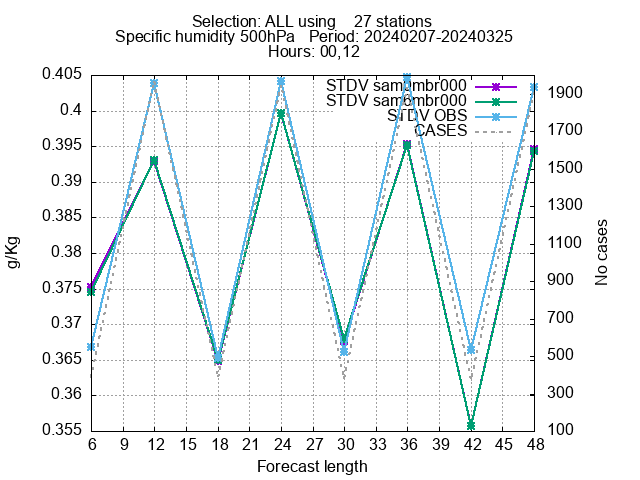 Selection: ALL using 27 stations
Specific humidity 500hPa Period: 20240207-20240325
Hours: 00,12
STDV
STDV
STDV OBS
CASES
0.405
0.4
0.395
0.39
0.385
0.38
0.375
0.37
0.365
0.36
0.355
g/Kg
1900
1700
1500
1300
1100
900
700
500
300
100
No cases
6 9 12 15 18 21 24 27 30 33 36 39 42 45 48
Forecast length